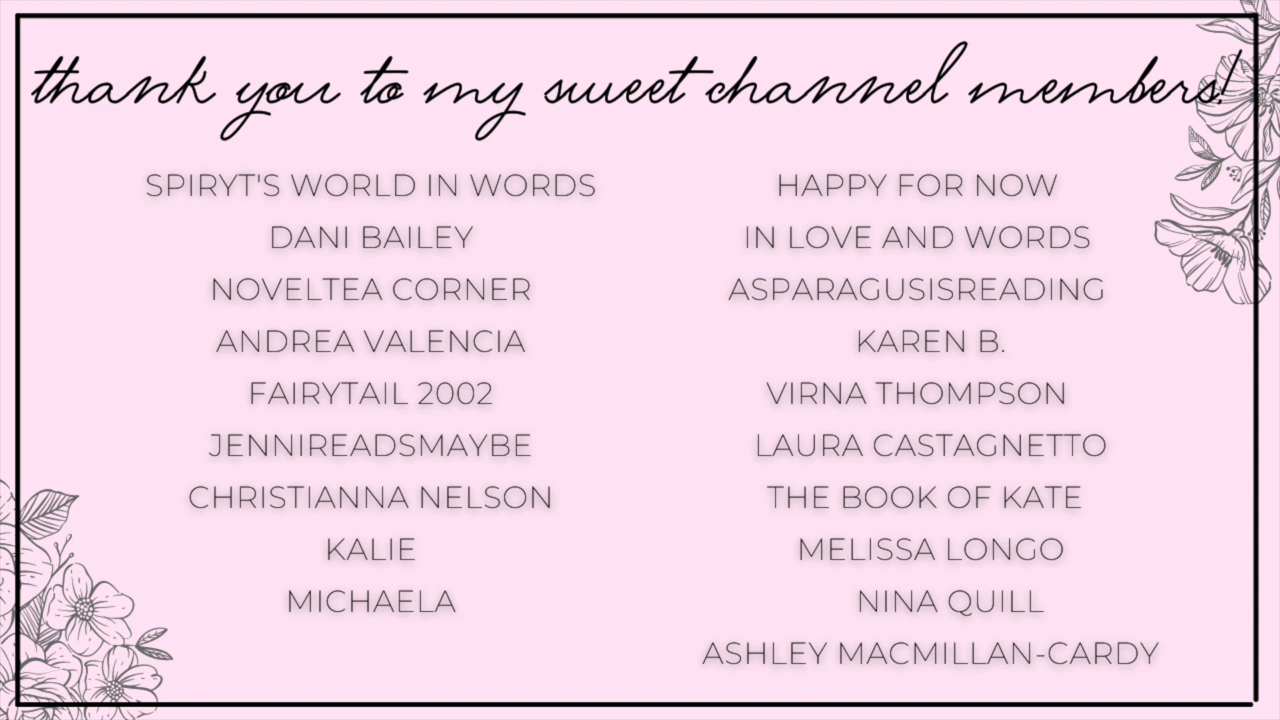 thank you to my sweet channel members!
SPIRYT'S WORLD IN WORDS
DANI BAILEY
NOVELTEA CORNER
ANDREA VALENCIA
FAIRYTAIL 2002
JENNIREADSMAYBE
CHRISTIANNA NELSON
KALIE
MICHAELA
HAPPY FOR NOW
IN LOVE AND WORDS
ASPARAGUSISREADING
KAREN B.
VIRNA THOMPSON
LAURA CASTAGNETTO
THE BOOK OF KATE
MELISSA LONGO
NINA QUILL
ASHLEY MACMILLAN-CARDY